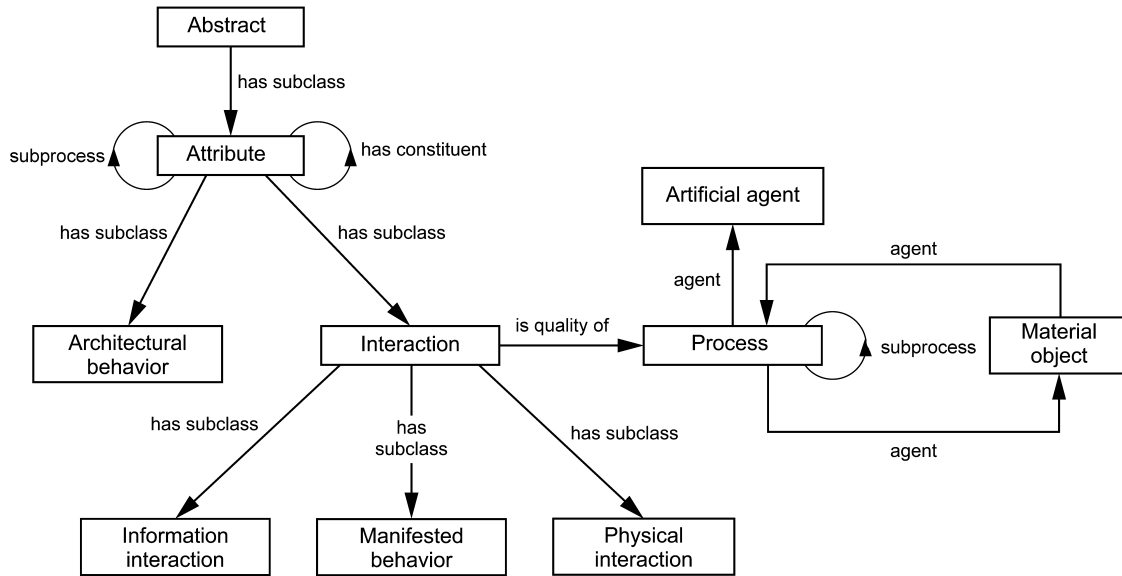 Abstract
has subclass
subprocess
Attribute
has constituent
Artificial agent
has subclass
has subclass
agent
agent
Architectural
behavior
Interaction
is quality of
Process
subprocess
Material
object
has subclass
has
subclass
has subclass
agent
Information
interaction
Manifested
behavior
Physical
interaction